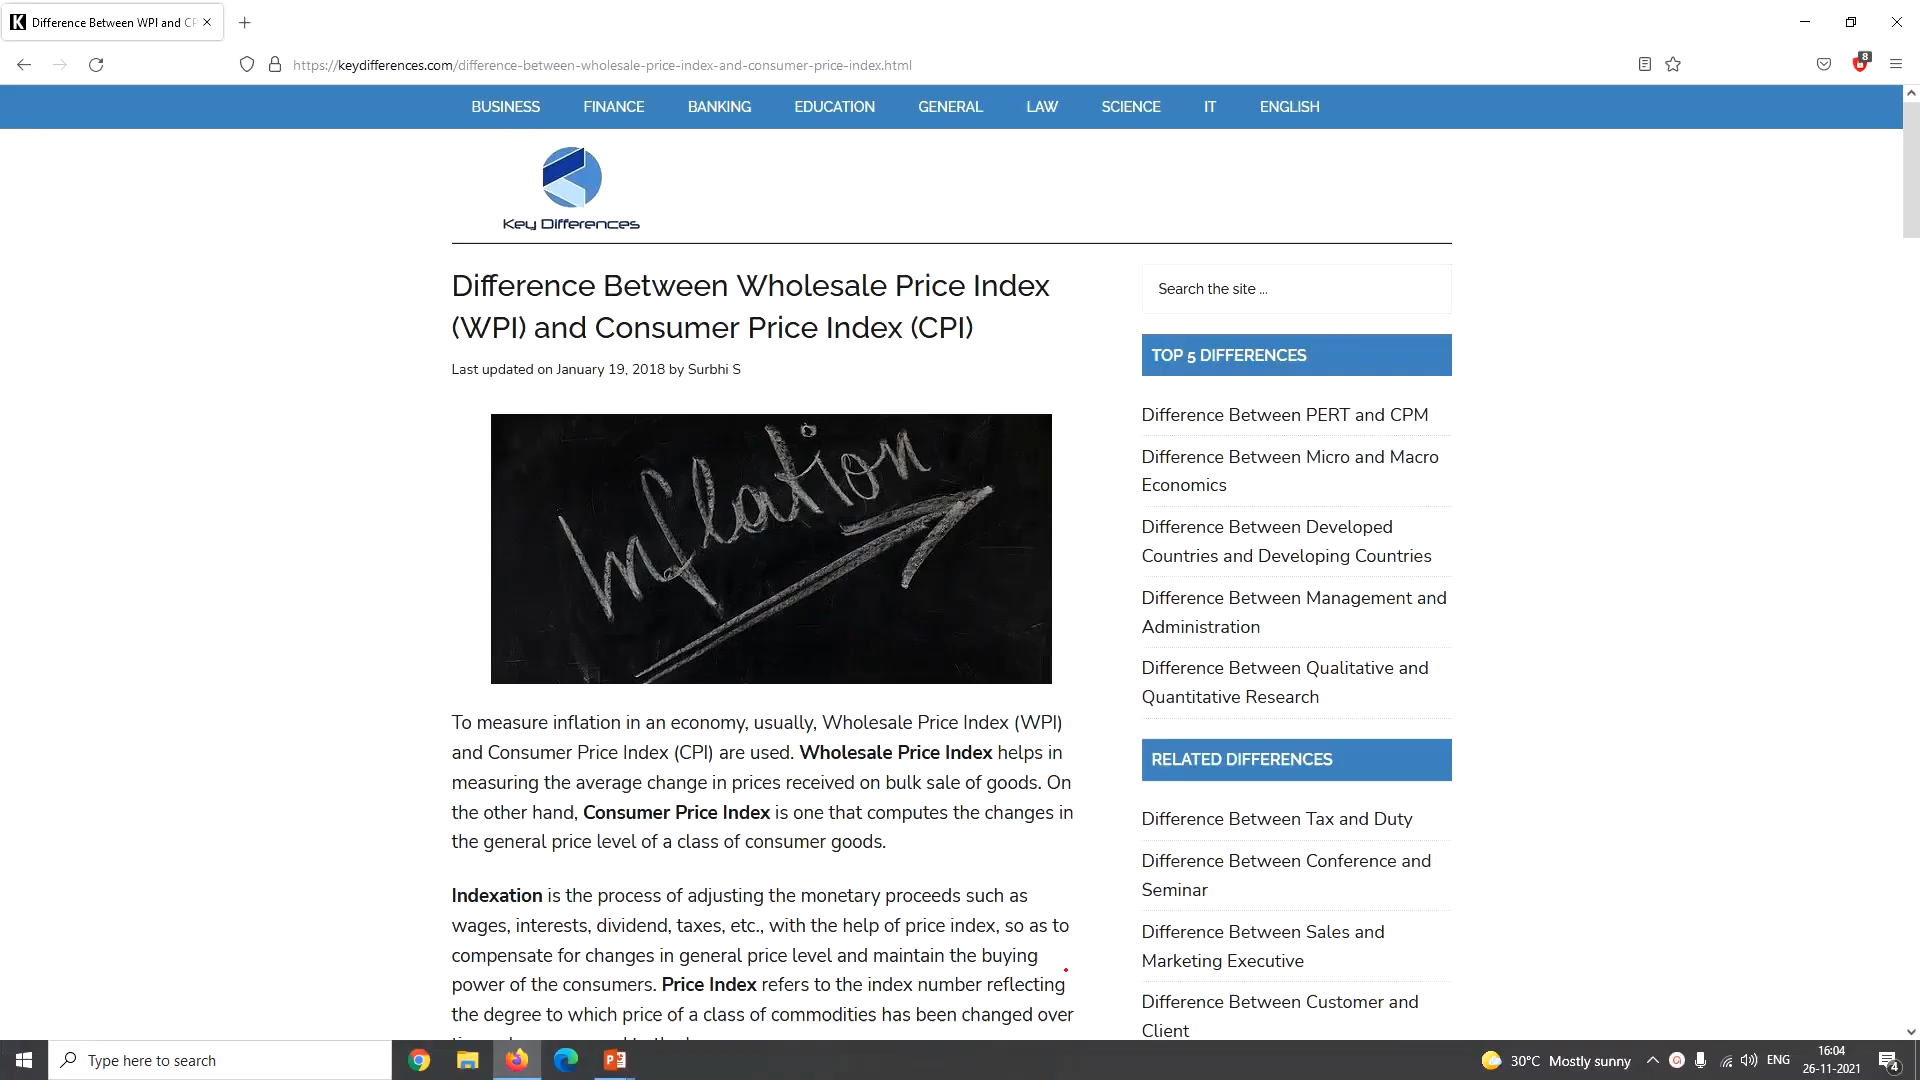 Difference Between WPI and CP
https://keydifferences.com/difference-between-wholesale-price-index-and-consumer-price-index.html
8
BUSINESS FINANCE BANKING EDUCATION GENERAL LAW SCIENCE IT ENGLISH
Key Differences
Difference Between Wholesale Price Index
(WPI) and Consumer Price Index (CPI)
Last updated on January 19, 2018 by Surbhi S
Inflation
To measure inflation in an economy, usually, Wholesale Price Index (WPI)
and Consumer Price Index (CPI) are used. Wholesale Price Index helps in
measuring the average change in prices received on bulk sale of goods. On
the other hand, Consumer Price Index is one that computes the changes in
the general price level of a class of consumer goods.
Indexation is the process of adjusting the monetary proceeds such as
wages, interests, dividend, taxes, etc., with the help of price index, so as to
compensate for changes in general price level and maintain the buying
power of the consumers. Price Index refers to the index number reflecting
the degree to which price of a class of commodities has been changed over
Search the site ...
TOP 5 DIFFERENCES
Difference Between PERT and CPM
Difference Between Micro and Macro
Economics
Difference Between Developed
Countries and Developing Countries
Difference Between Management and
Administration
Difference Between Qualitative and
Quantitative Research
RELATED DIFFERENCES
Difference Between Tax and Duty
Difference Between Conference and
Seminar
Difference Between Sales and
Marketing Executive
Difference Between Customer and
Client
Type here to search
30°C Mostly sunny
ENG
16:04
26-11-2021
4